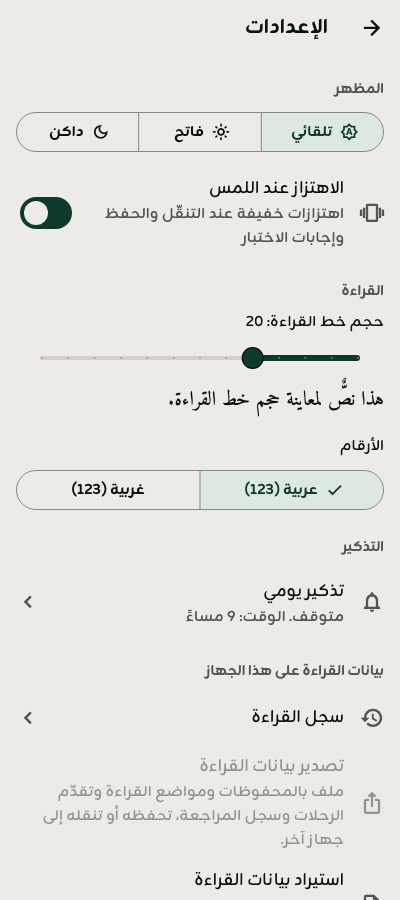 الإعدادات
المظهر
تلقائي
فاتح
داكن
الاهتزاز عند اللمس
اهتزازات خفيفة عند التنقّل والحفظ
وإجابات الاختبار
القراءة
حجم خط القراءة: 20
هذا نصٌّ لمعاينة حجم خط القراءة.
الأرقام
عربية (123)
غربية (123)
التذكير
تذكير يومي
متوقف. الوقت: 9 مساءً
بيانات القراءة على هذا الجهاز
سجل القراءة
تصدير بيانات القراءة
ملف بالمحفوظات ومواضع القراءة وتقدّم
الرحلات وسجل المراجعة، تحفظه أو تنقله إلى
جهاز آخر.
استيراد بيانات القراءة